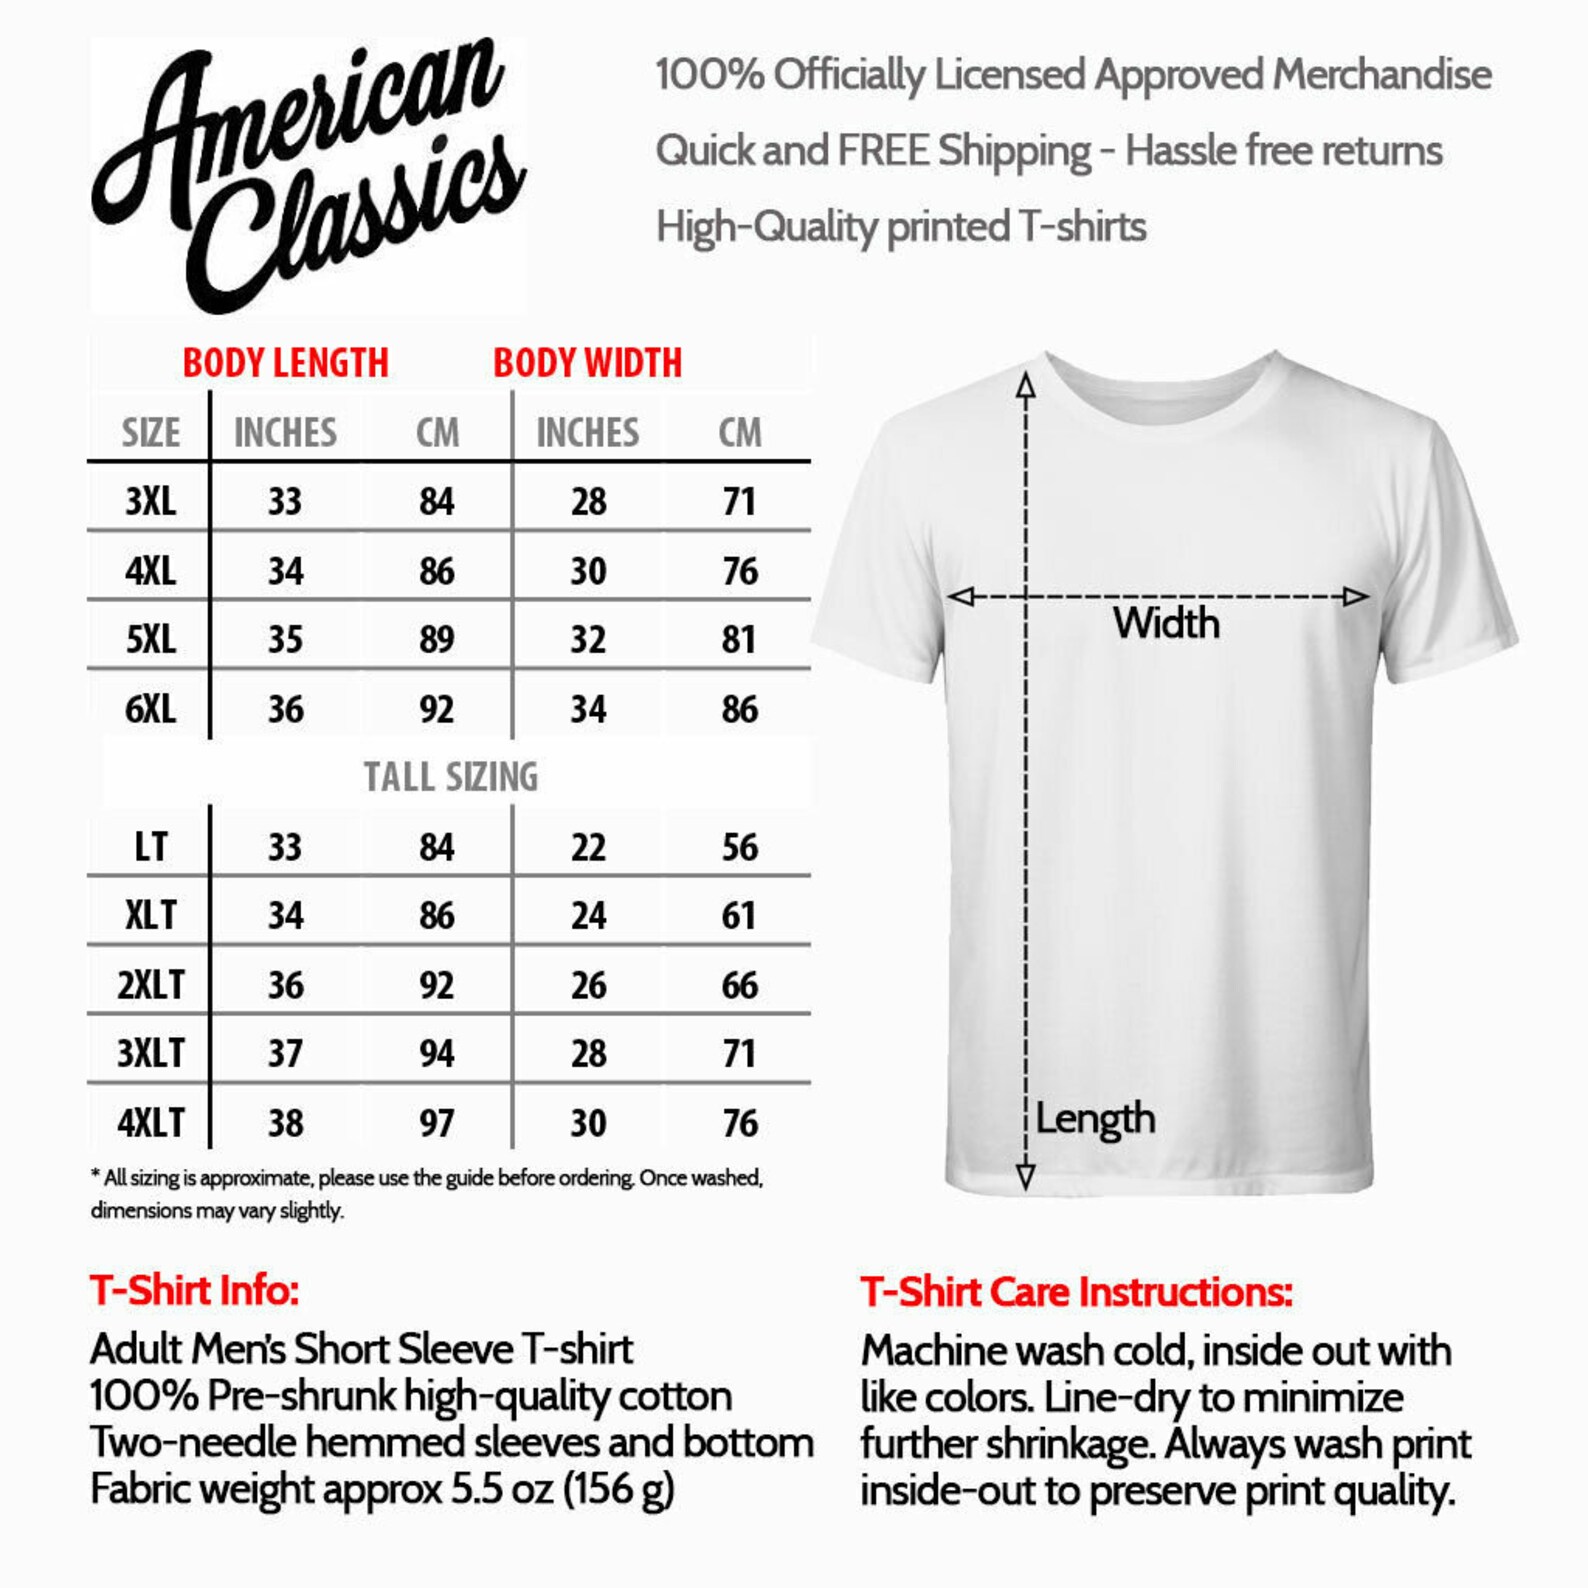 American
Classics
100% Officially Licensed Approved Merchandise
Quick and FREE Shipping - Hassle free returns
High-Quality printed T-shirts
BODY LENGTH BODY WIDTH
SIZE INCHES CM INCHES CM
3XL 33 84 28 71
4XL 34 86 30 76
5XL 35 89 32 81
6XL 36 92 34 86
TALL SIZING
LT 33 84 22 56
XLT 34 86 24 61
2XLT 36 92 26 66
3XLT 37 94 28 71
4XLT 38 97 30 76
* All sizing is approximate, please use the guide before ordering. Once washed,
dimensions may vary slightly.
Width
Length
T-Shirt Info:
Adult Men's Short Sleeve T-shirt
100% Pre-shrunk high-quality cotton
Two-needle hemmed sleeves and bottom
Fabric weight approx 5.5 oz (156 g)
T-Shirt Care Instructions:
Machine wash cold, inside out with
like colors. Line-dry to minimize
further shrinkage. Always wash print
inside-out to preserve print quality.